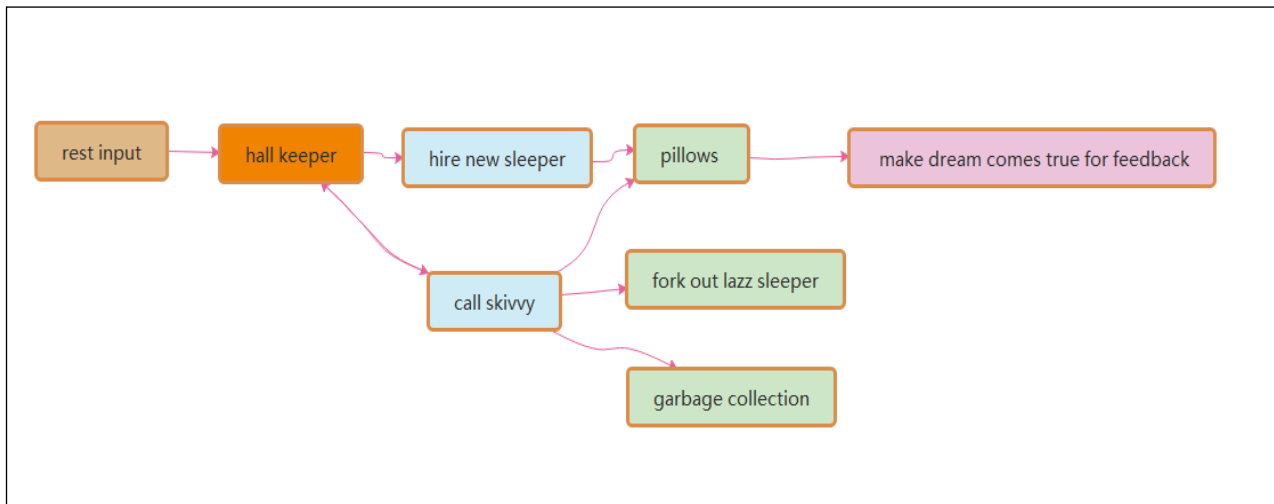 rest input
hall keeper
hire new sleeper
pillows
make dream comes true for feedback
call skivvy
fork out lazz sleeper
garbage collection